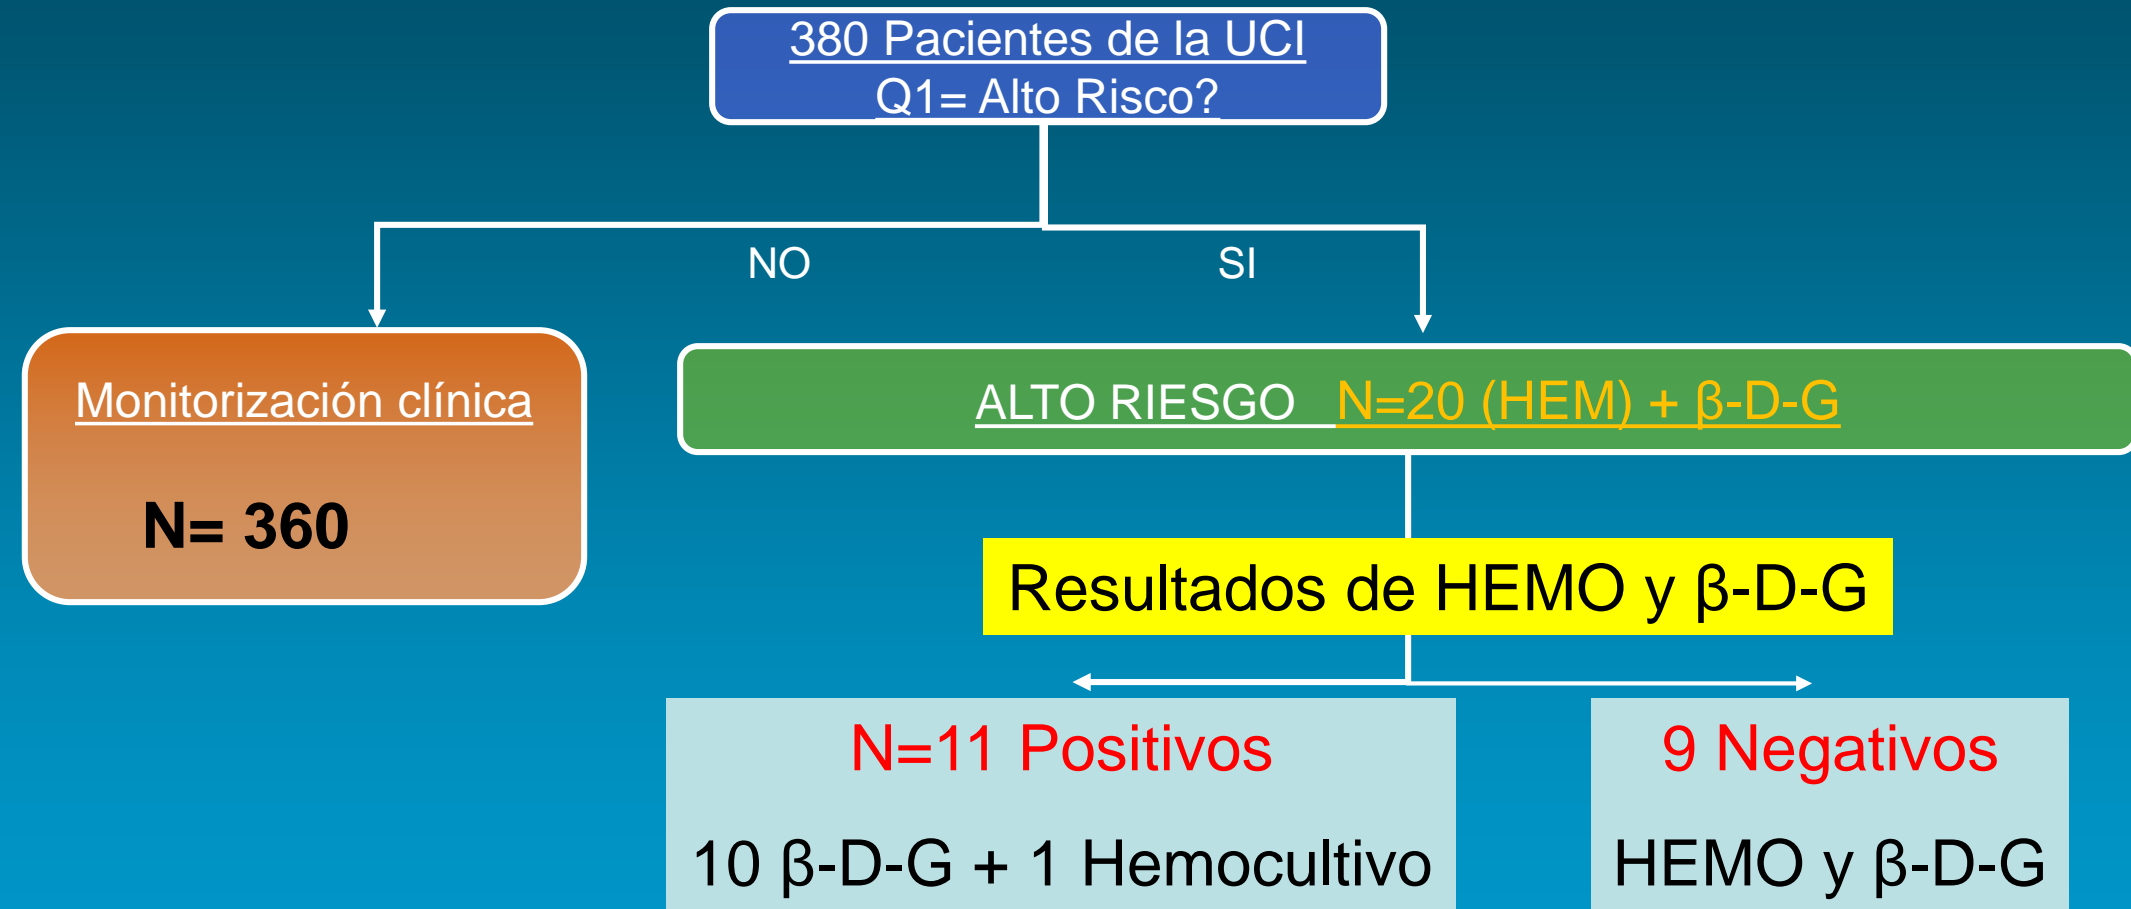 380 Pacientes de la UCI
Q1= Alto Risco?
NO
SI
Monitorización clínica
N= 360
ALTO RIESGO N=20 (HEM) + β-D-G
Resultados de HEMO y β-D-G
N=11 Positivos
10 β-D-G + 1 Hemocultivo
9 Negativos
HEMO y β-D-G